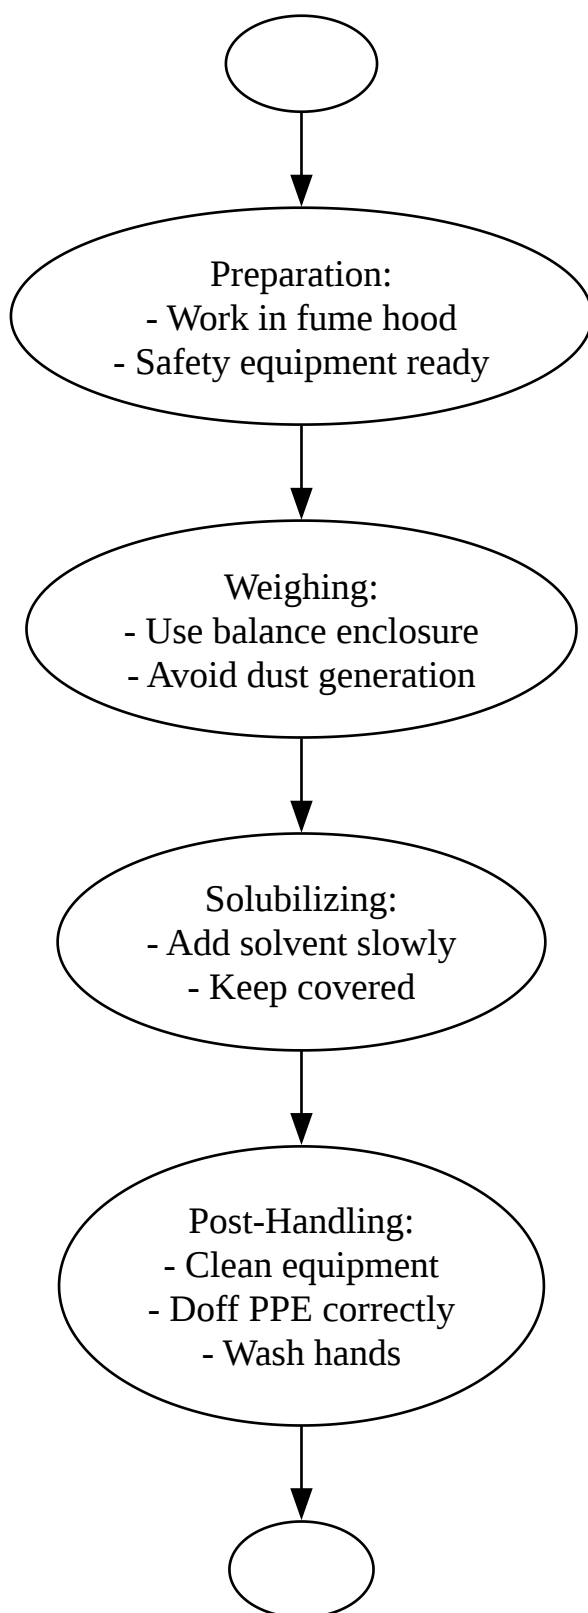 Preparation:
- Work in fume hood
- Safety equipment ready
Weighing:
- Use balance enclosure
- Avoid dust generation
Solubilizing:
- Add solvent slowly
- Keep covered
Post-Handling:
- Clean equipment
- Doff PPE correctly
- Wash hands